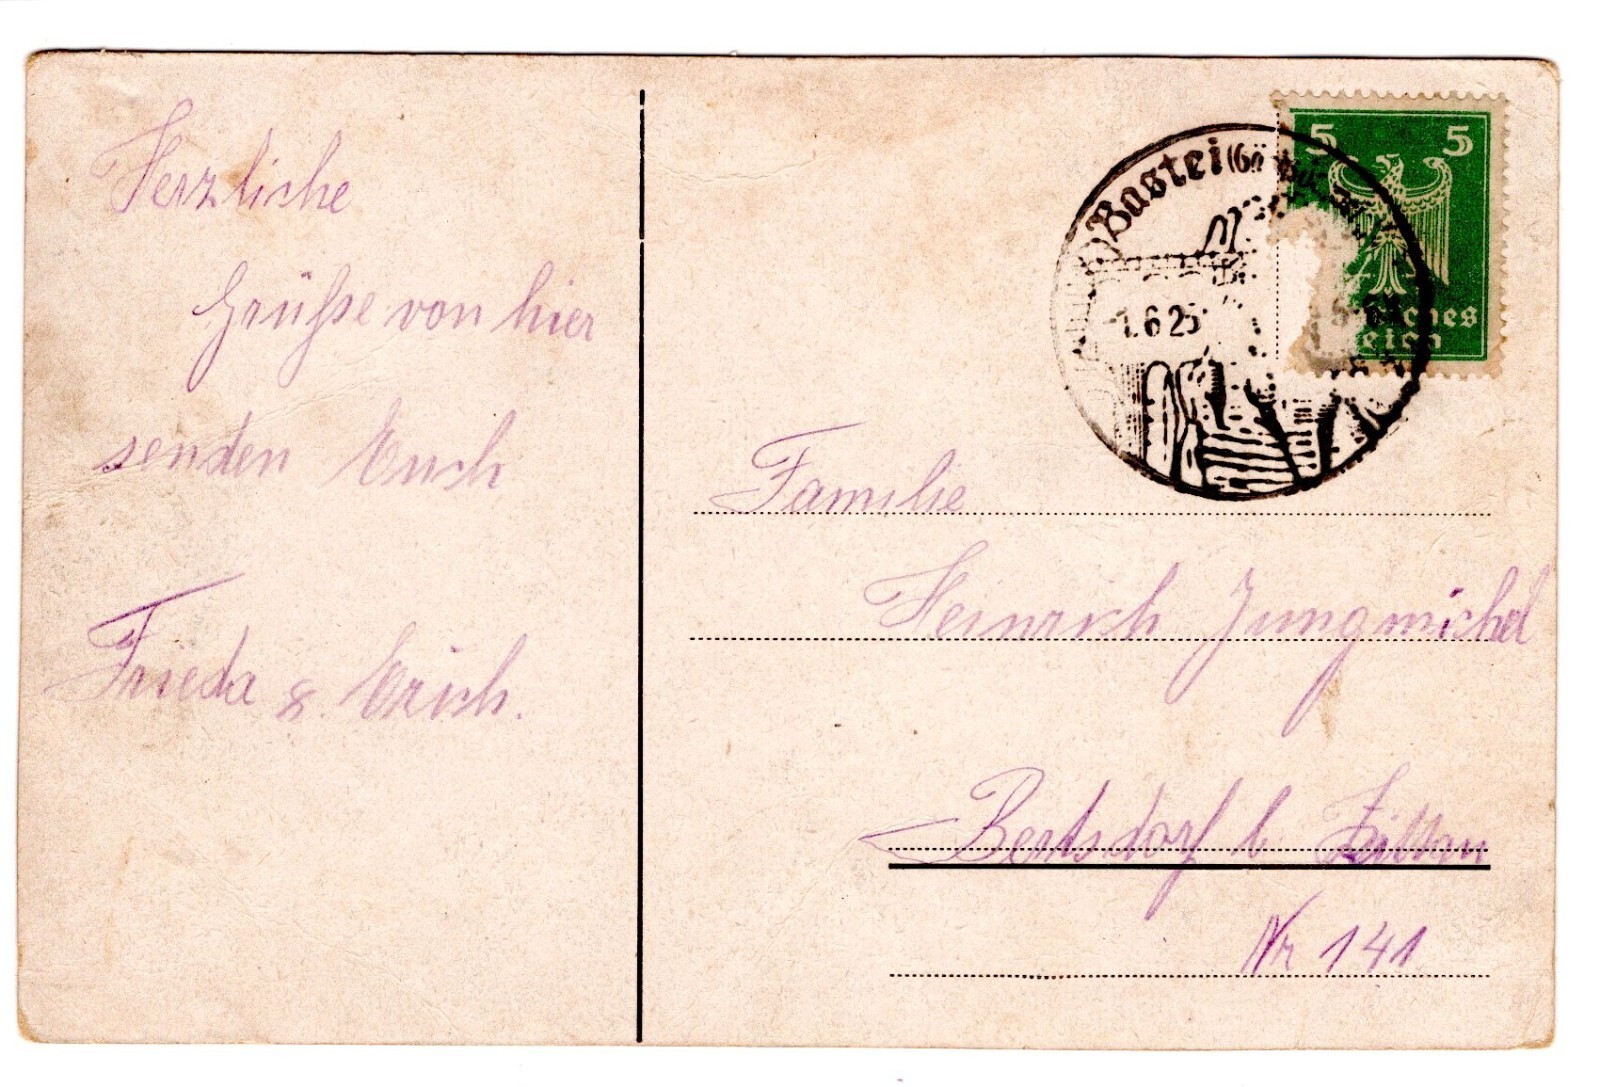 Herzliche
Grüße von hier
senden Euch
Frieda & Erich.
5 5
Deutsches
Reich
Bastei
1.6.25
Familie
Heinrich Jungmichel
Bertsdorf b Zittau
Nr 141